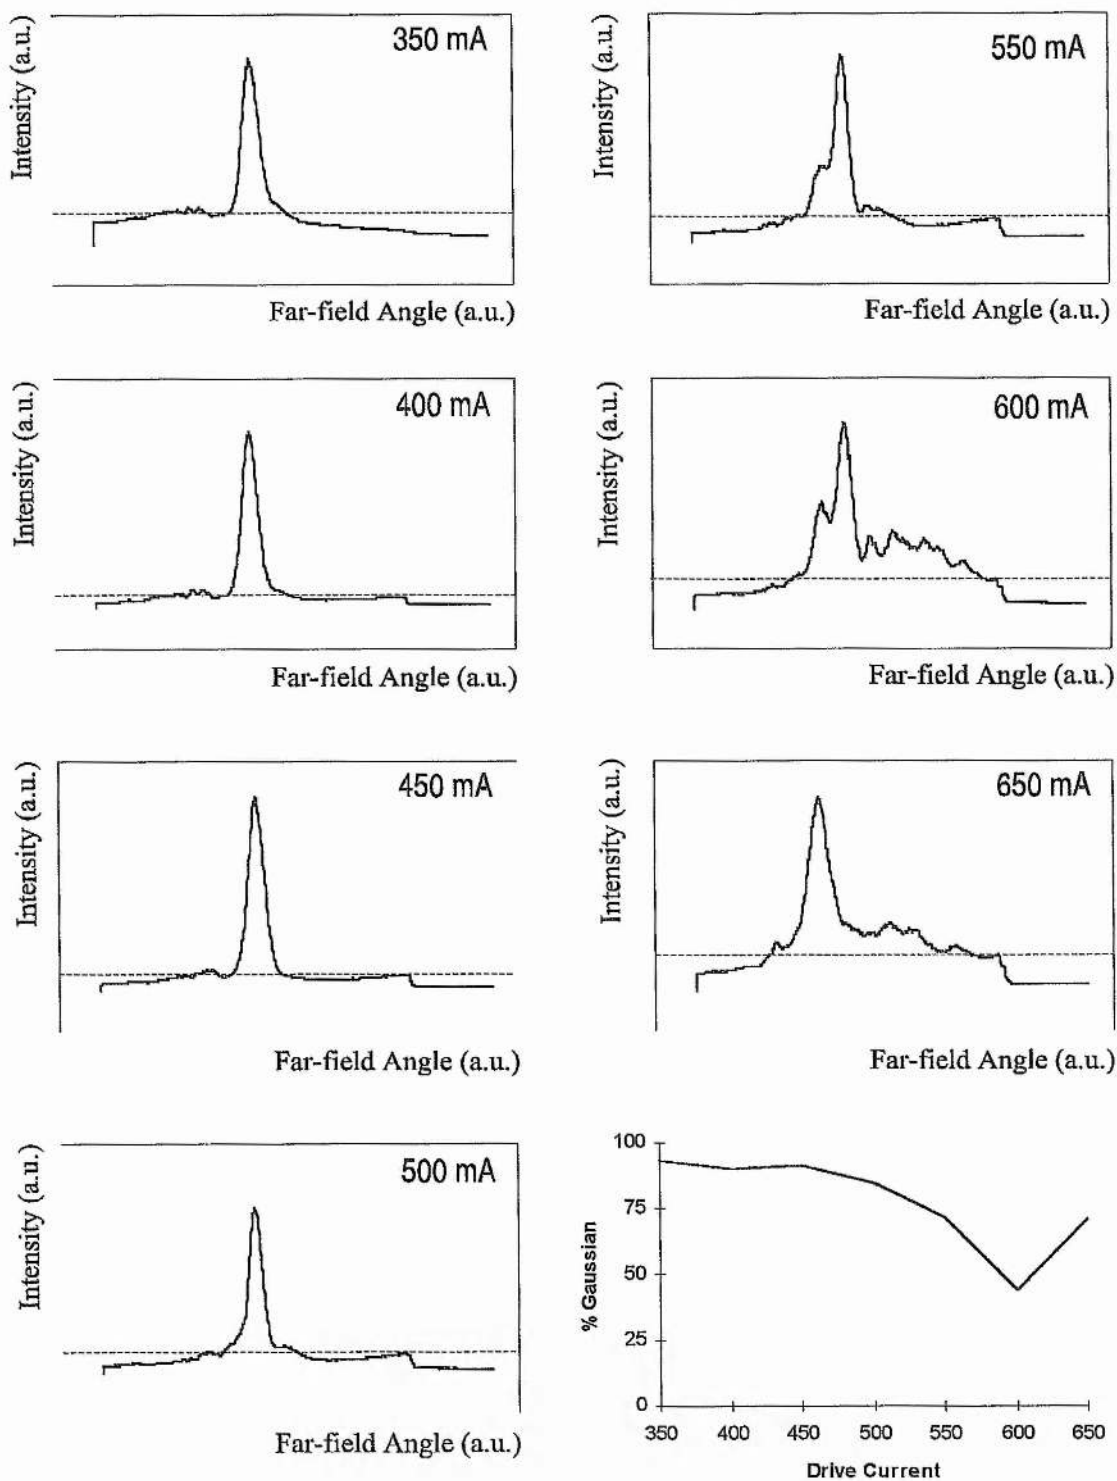 Intensity (a.u.)
350 mA
Far-field Angle (a.u.)
Intensity (a.u.)
550 mA
Far-field Angle (a.u.)
Intensity (a.u.)
400 mA
Far-field Angle (a.u.)
Intensity (a.u.)
600 mA
Far-field Angle (a.u.)
Intensity (a.u.)
450 mA
Far-field Angle (a.u.)
Intensity (a.u.)
650 mA
Far-field Angle (a.u.)
Intensity (a.u.)
500 mA
Far-field Angle (a.u.)
% Gaussian
100
75
50
25
0
350 400 450 500 550 600 650
Drive Current